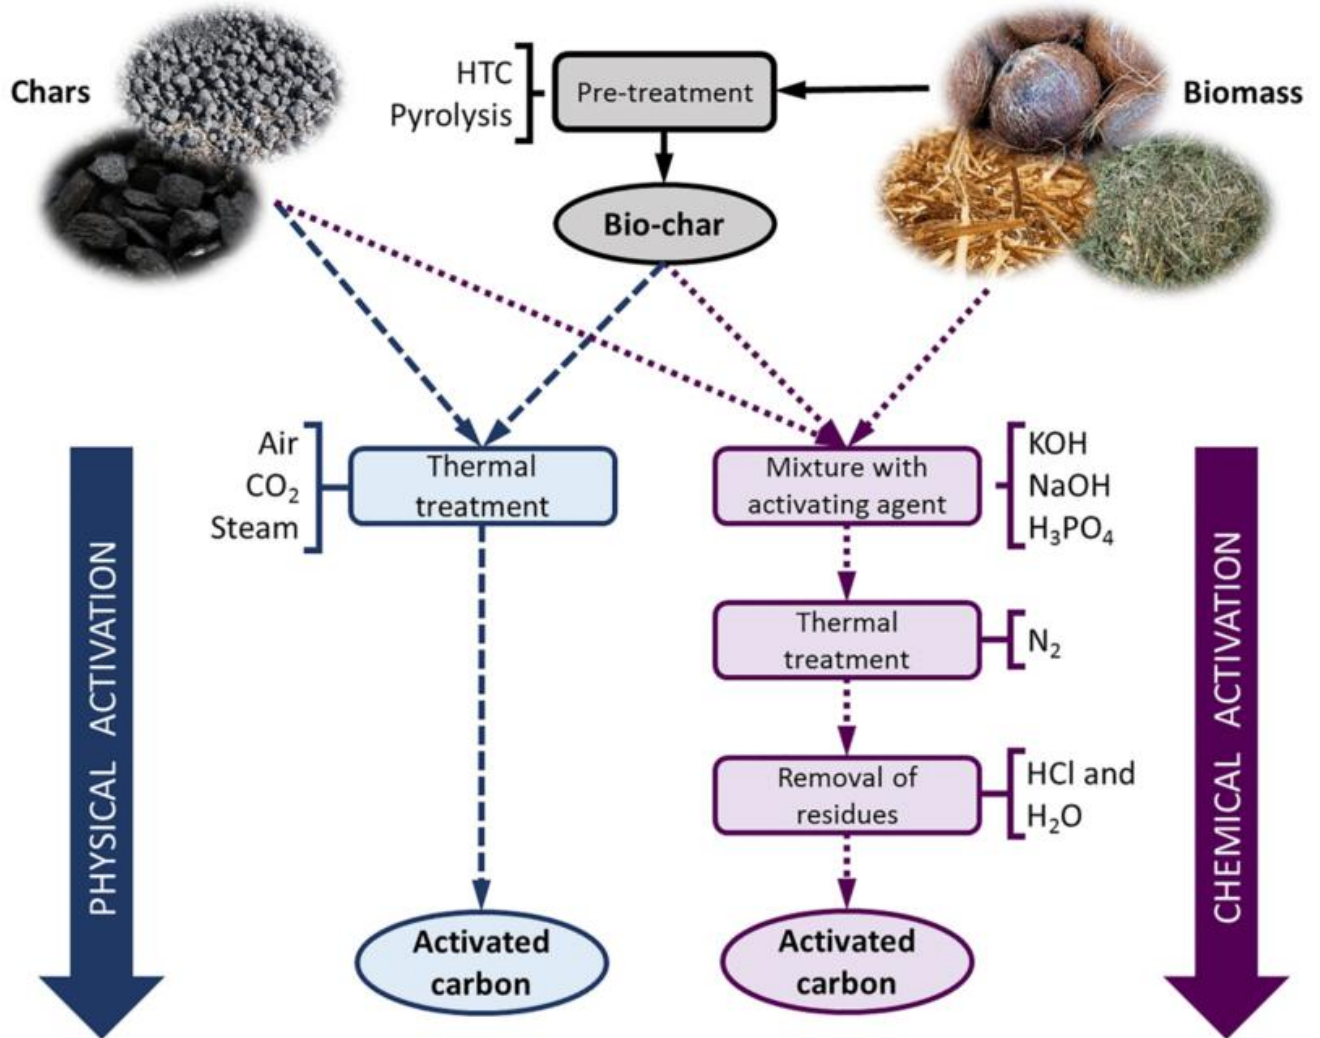 Chars
HTC
Pyrolysis
Pre-treatment
Biomass
Bio-char
Air
CO₂
Steam
Thermal
treatment
Mixture with
activating agent
KOH
NaOH
H₃PO₄
Thermal
treatment
N₂
Removal of
residues
HCl and
H₂O
Activated
carbon
Activated
carbon
PHYSICAL ACTIVATION
CHEMICAL ACTIVATION